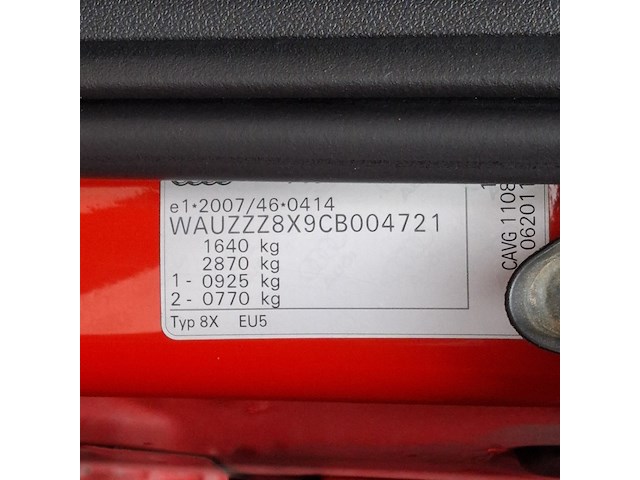 e1*2007/46*0414
WAUZZZ8X9CB004721
1640 kg
2870 kg
1- 0925 kg
2- 0770 kg
Typ 8X EU5
CAVG 1108
062011